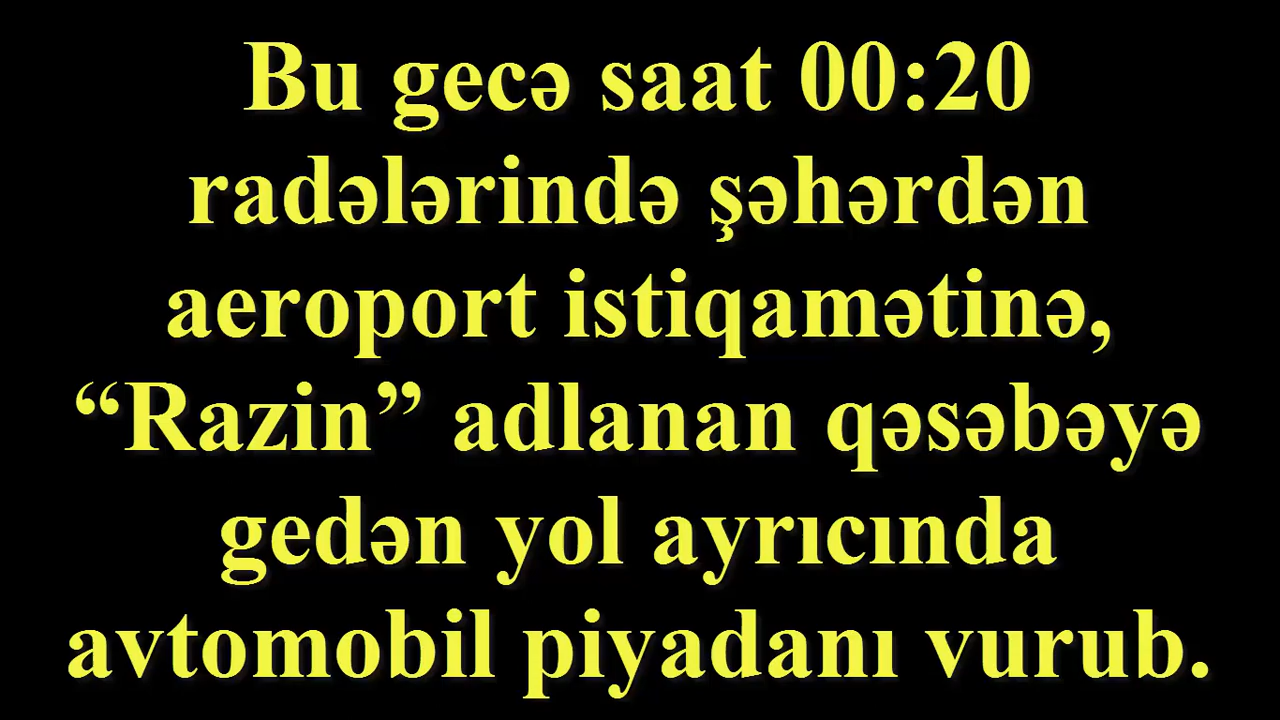 Bu gecə saat 00:20
radələrində şəhərdən
aeroport istiqamətinə,
“Razin” adlanan qəsəbəyə
gedən yol ayrıcında
avtomobil piyadanı vurub.